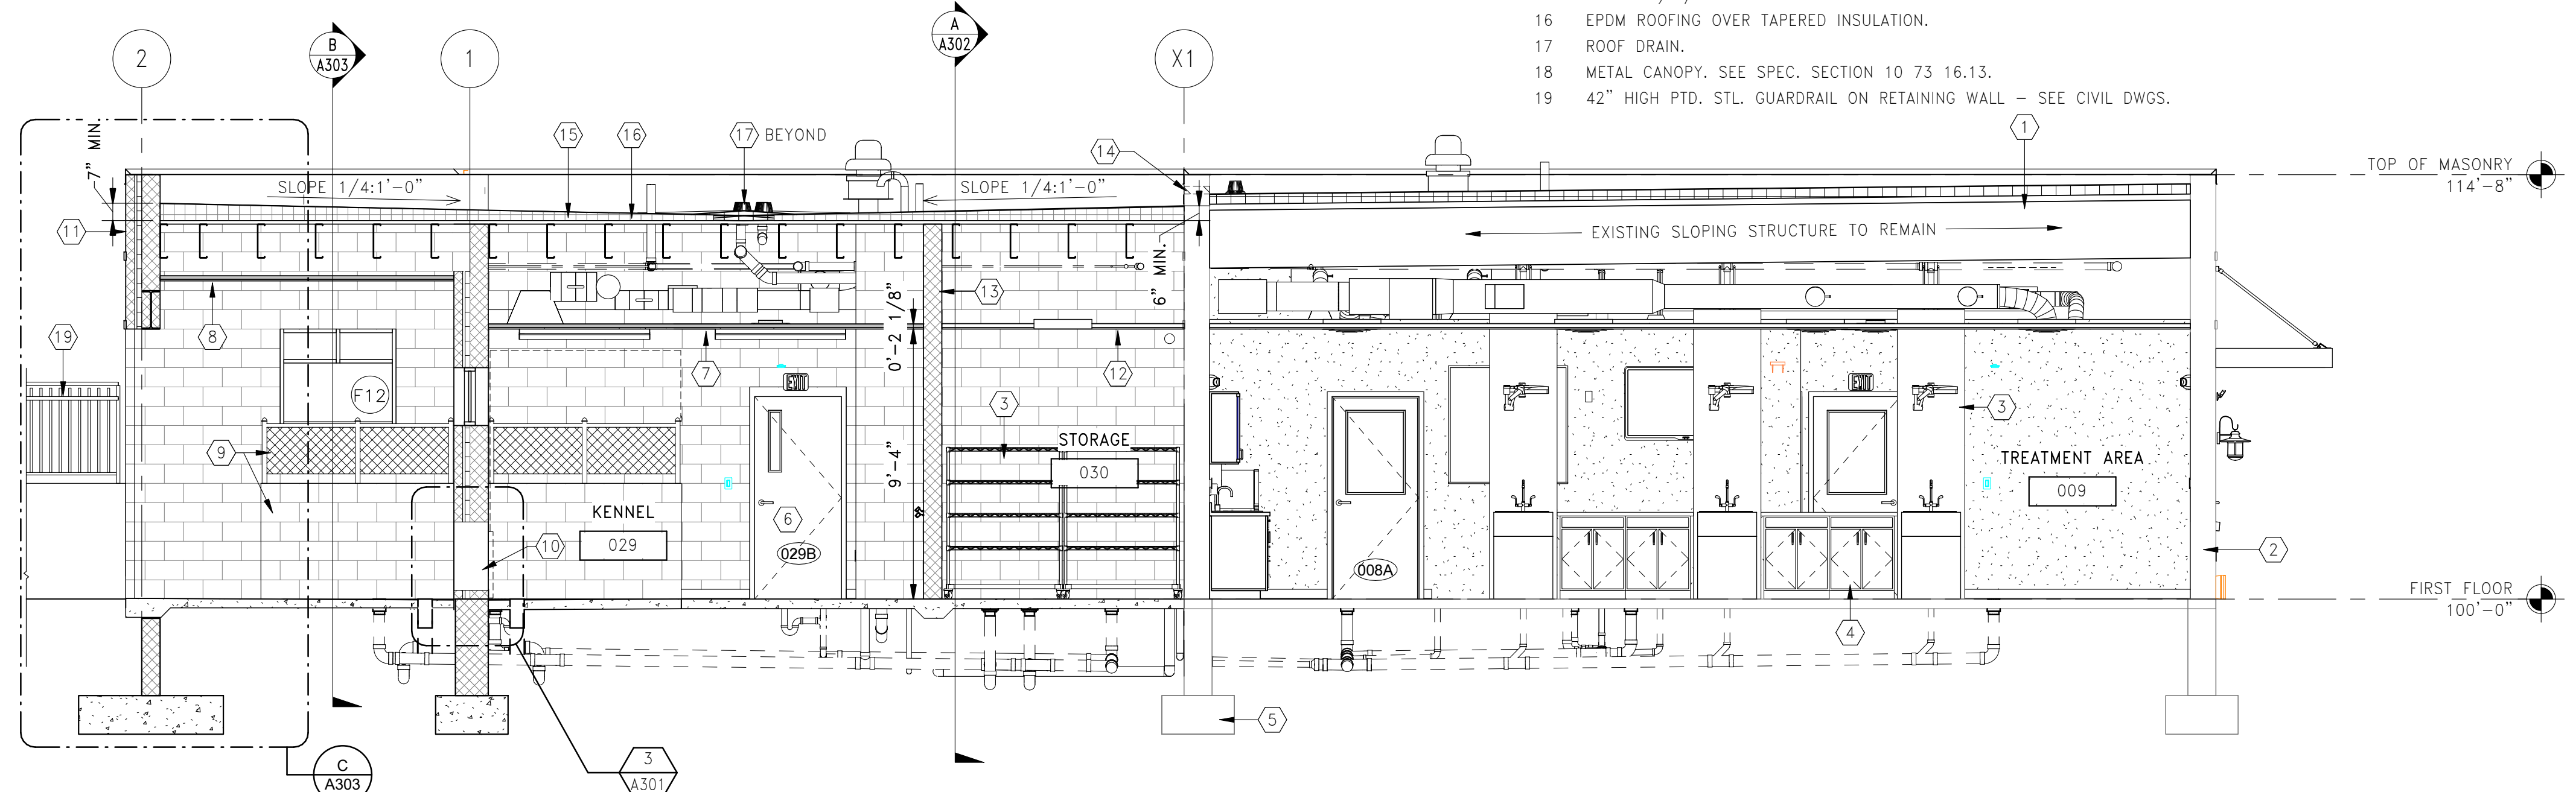 16 EPDM ROOFING OVER TAPERED INSULATION.
17 ROOF DRAIN.
18 METAL CANOPY. SEE SPEC. SECTION 10 73 16.13.
19 42" HIGH PTD. STL. GUARDRAIL ON RETAINING WALL – SEE CIVIL DWGS.
2
B
A303
1
A
A302
X1
7" MIN.
15
16
17 BEYOND
14
1
TOP OF MASONRY
114'-8"
SLOPE 1/4:1'-0"
SLOPE 1/4:1'-0"
11
EXISTING SLOPING STRUCTURE TO REMAIN
6" MIN.
13
0'-2 1/8"
8
19
7
12
EXIT
EXIT
F12
3
3
9
STORAGE
030
9'-4"
TREATMENT AREA
009
KENNEL
029
6
029B
10
008A
2
FIRST FLOOR
100'-0"
4
5
C
A303
3
A301